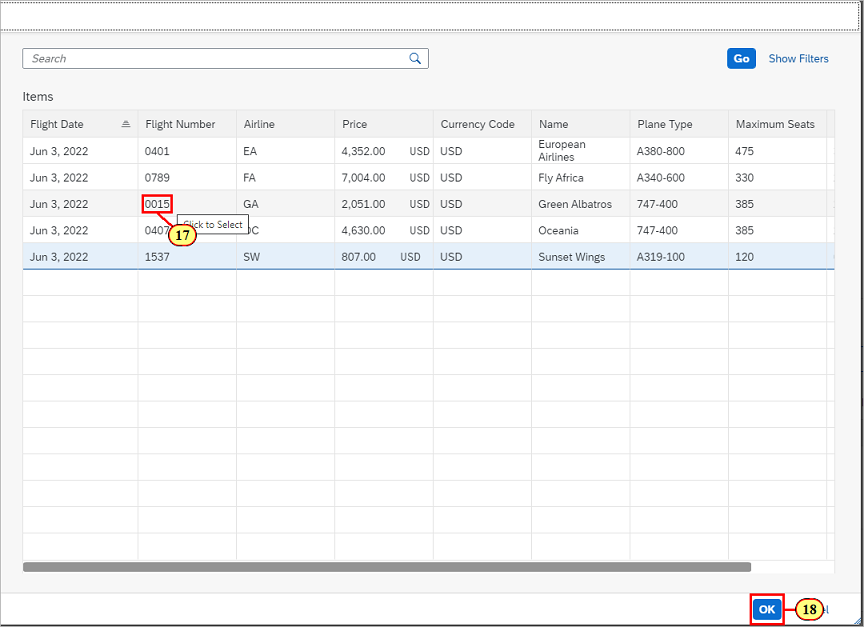 Search Go Show Filters
Items
Flight Date Flight Number Airline Price Currency Code Name Plane Type Maximum Seats
Jun 3, 2022 0401 EA 4,352.00 USD USD European Airlines A380-800 475
Jun 3, 2022 0789 FA 7,004.00 USD USD Fly Africa A340-600 330
Jun 3, 2022 0015 GA 2,051.00 USD USD Green Albatros 747-400 385
Click to Select
17
Jun 3, 2022 0407 4,630.00 USD USD Oceania 747-400 385
Jun 3, 2022 1537 SW 807.00 USD USD Sunset Wings A319-100 120
OK 18